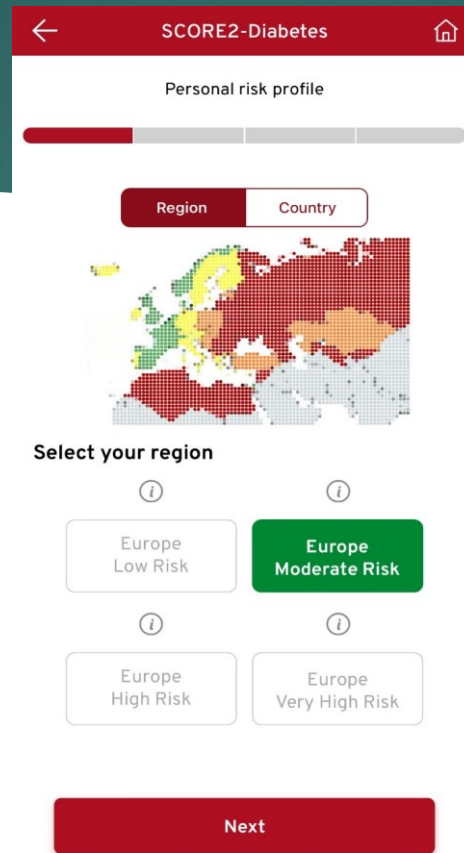 SCORE2-Diabetes
Personal risk profile
Region
Country
Select your region
i
i
Europe
Low Risk
Europe
Moderate Risk
i
i
Europe
High Risk
Europe
Very High Risk
Next